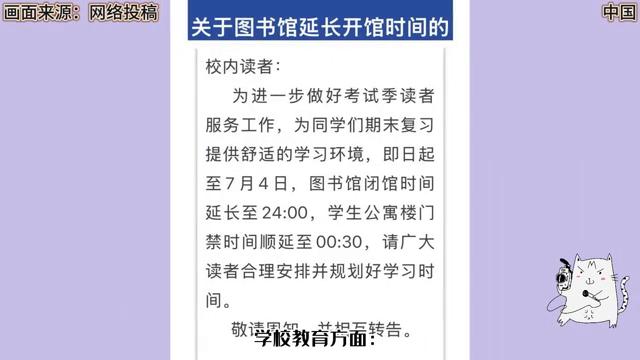 画面来源：网络投稿
中国
关于图书馆延长开馆时间的
校内读者：
为进一步做好考试季读者
服务工作，为同学们期末复习
提供舒适的学习环境，即日起
至7月4日，图书馆闭馆时间
延长至24:00，学生公寓楼门
禁时间顺延至00:30，请广大
读者合理安排并规划好学习时
间。
敬请周知，并相互转告。
学校教育方面：